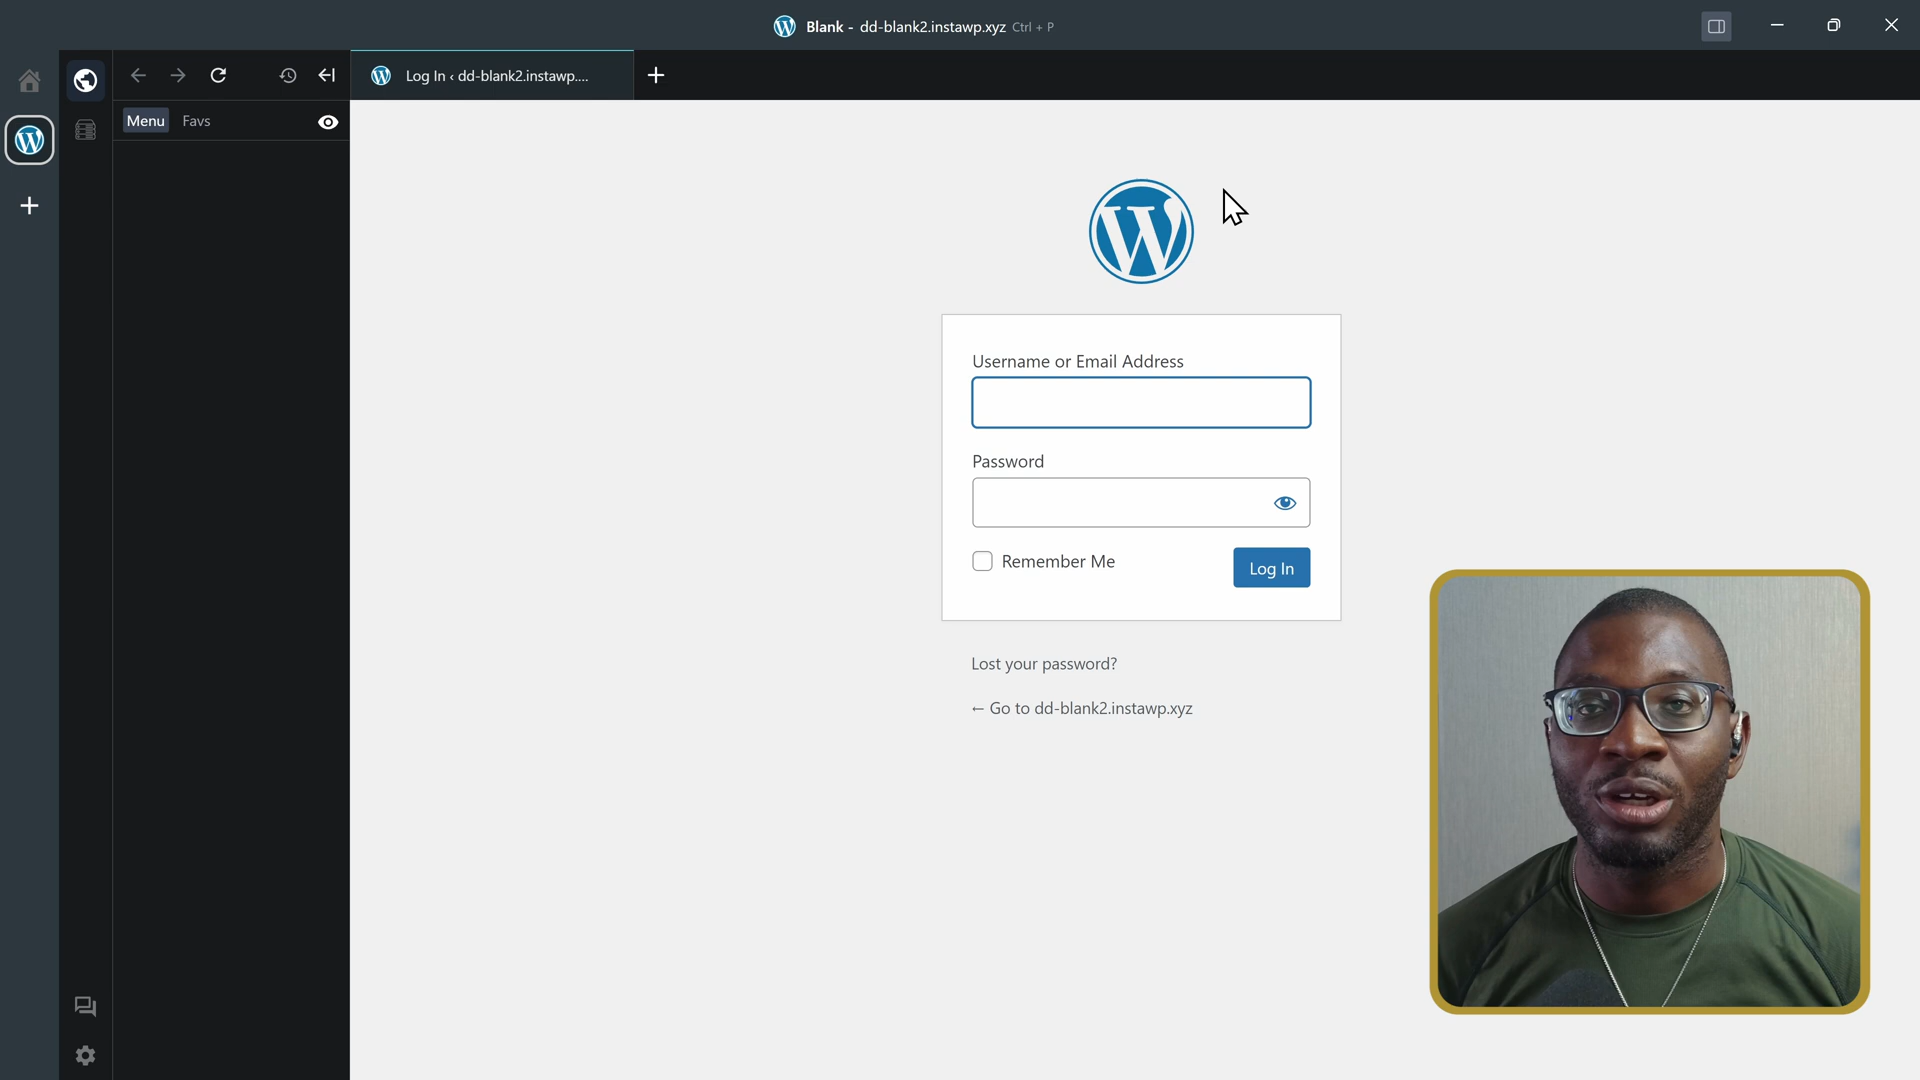 Blank - dd-blank2.instawp.xyz Ctrl + P
Log In ‹ dd-blank2.instawp....
Menu Favs
Username or Email Address
Password
Remember Me
Log In
Lost your password?
← Go to dd-blank2.instawp.xyz